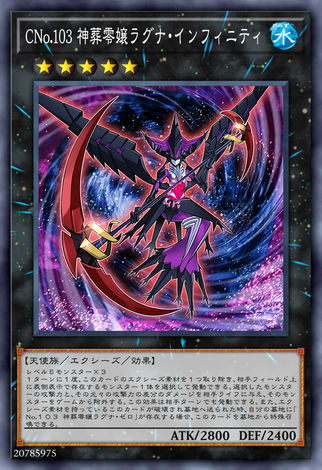 CNo.103 神葬零嬢ラグナ・インフィニティ
水
【天使族／エクシーズ／効果】
レベル５モンスター×３
１ターンに１度、このカードのエクシーズ素材を１つ取り除き、相手フィールド上
に表側表示で存在するモンスター１体を選択して発動できる。選択したモンスター
の攻撃力と、その元々の攻撃力の差分のダメージを相手ライフに与え、そのモン
スターをゲームから除外する。この効果は相手ターンでも発動できる。また、エク
シーズ素材を持っているこのカードが破壊され墓地へ送られた時、自分の墓地に「
No.１０３ 神葬零嬢ラグナ・ゼロ」が存在する場合、このカードを墓地から特殊召
喚できる。
ATK/2800 DEF/2400
20785975